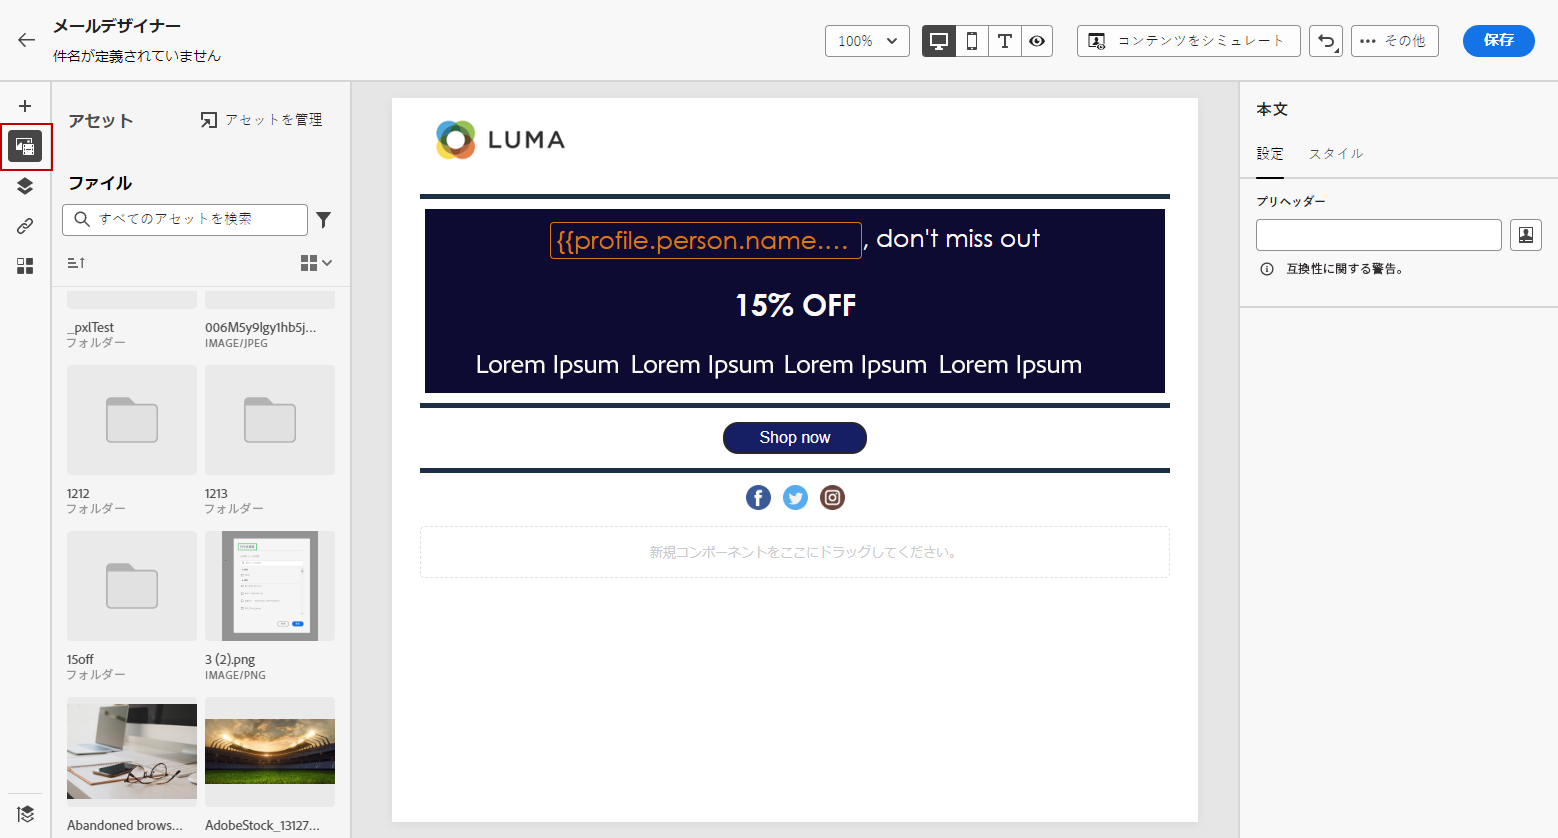 メールデザイナー
件名が定義されていません
100%
コンテンツをシミュレート
その他
保存
アセット
アセットを管理
ファイル
すべてのアセットを検索
_pxlTest
フォルダー
006M5y9lgy1hb5j...
IMAGE/JPEG
1212
フォルダー
1213
フォルダー
15off
フォルダー
3 (2).png
IMAGE/PNG
Abandoned brows...
AdobeStock_13127...
LUMA
{{profile.person.name.... , don't miss out
15% OFF
Lorem Ipsum Lorem Ipsum Lorem Ipsum Lorem Ipsum
Shop now
新規コンポーネントをここにドラッグしてください。
本文
設定 スタイル
プリヘッダー
互換性に関する警告。